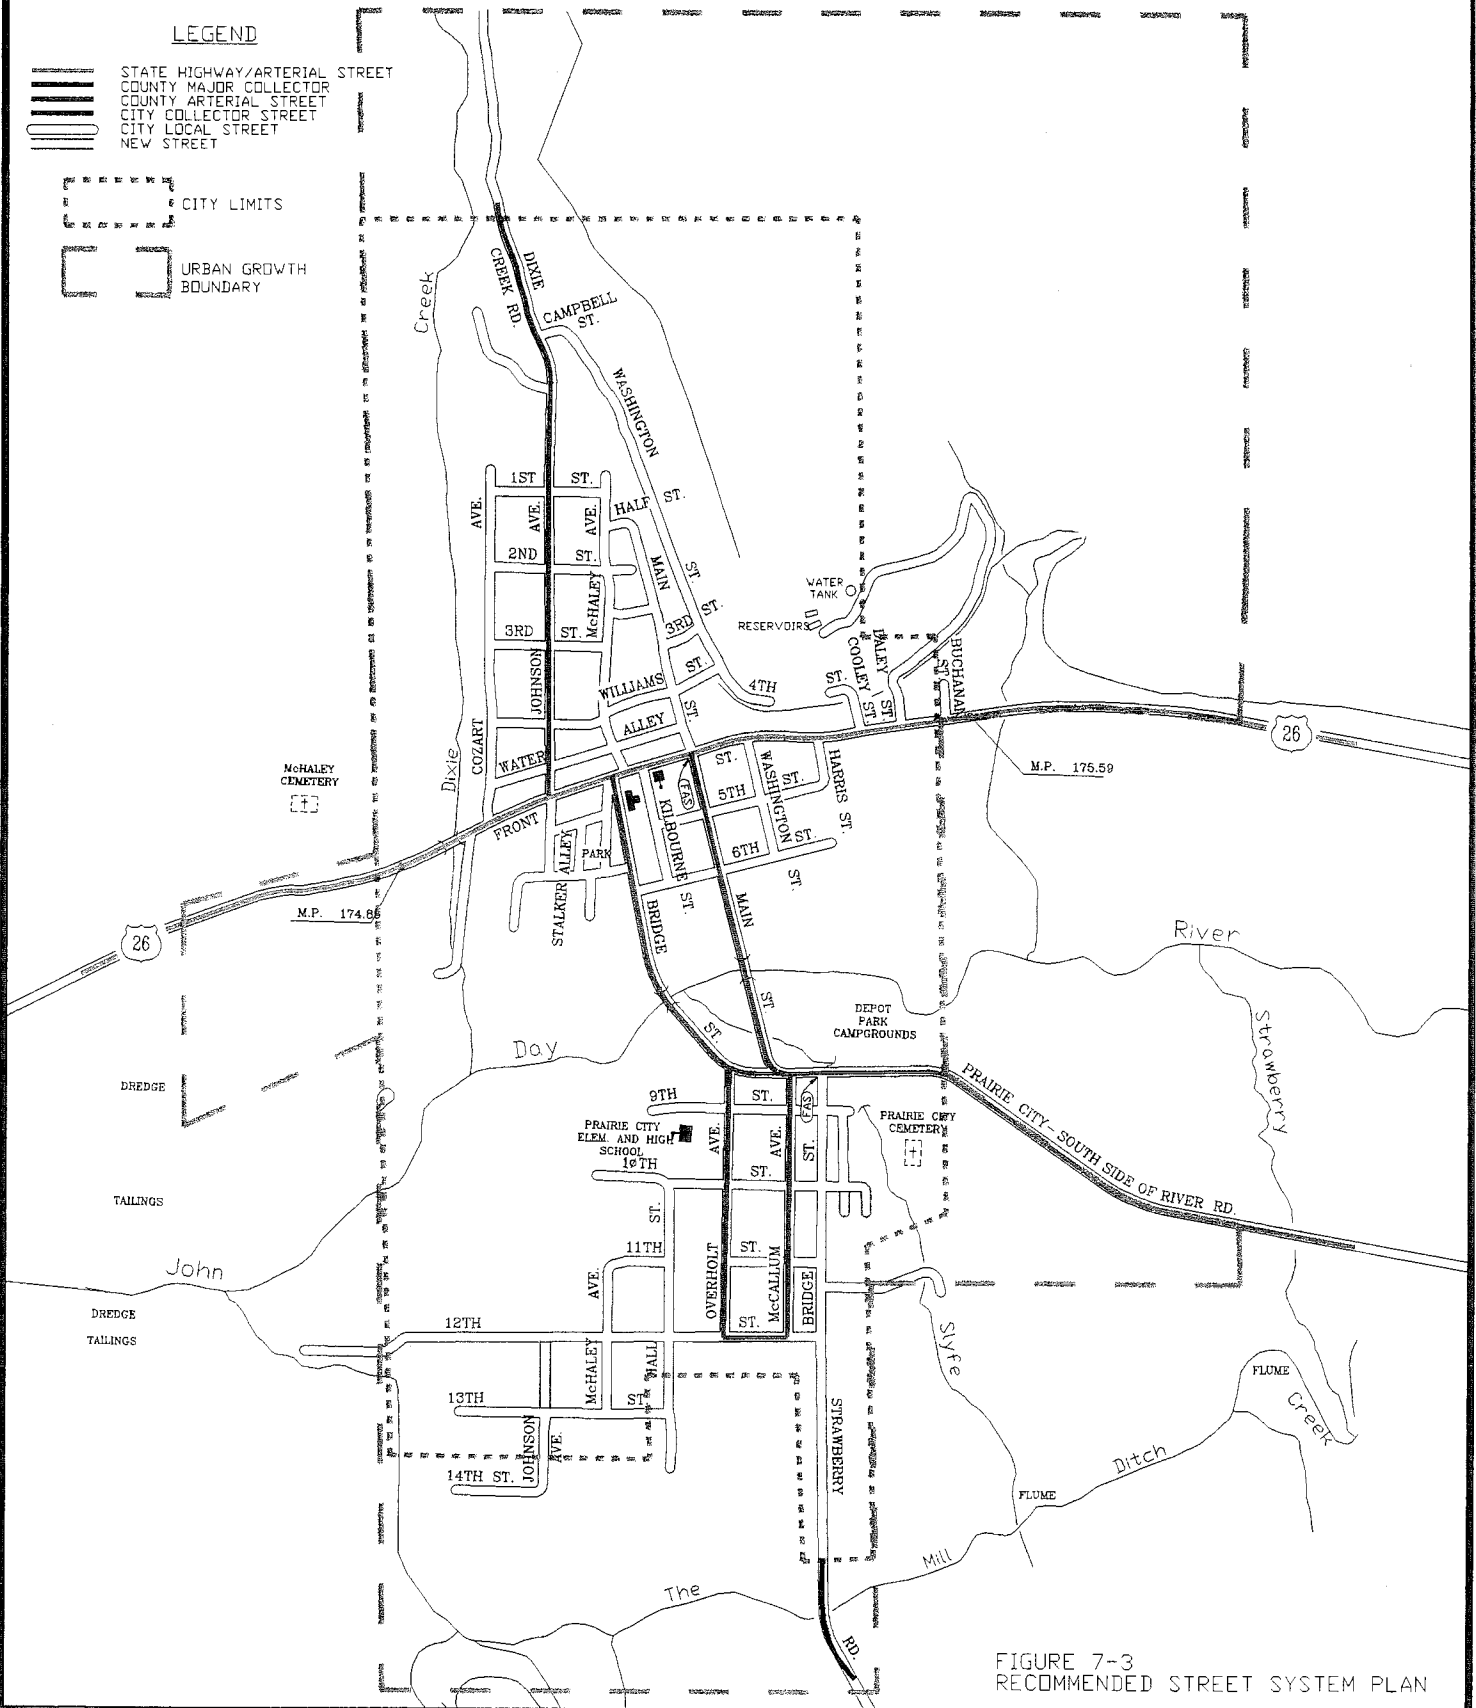 LEGEND
STATE HIGHWAY/ARTERIAL STREET
COUNTY MAJOR COLLECTOR
COUNTY ARTERIAL STREET
CITY COLLECTOR STREET
CITY LOCAL STREET
NEW STREET
CITY LIMITS
URBAN GROWTH
BOUNDARY
Creek
DIXIE
CREEK RD.
CAMPBELL
ST.
WASHINGTON
ST.
1ST ST.
AVE.
AVE.
AVE.
HALF ST.
2ND ST.
MAIN
ST.
McHALEY
WATER
TANK
RESERVOIRS
3RD ST.
3RD ST.
JOHNSON
WILLIAMS ST.
4TH ST.
COOLEY ST.
DALEY ST.
BUCHANAN
ST.
COZART
WATER ALLEY
Dixie
26
M.P. 175.59
McHALEY
CEMETERY
FRONT ST.
FAS
KILBOURNE ST.
5TH ST.
WASHINGTON ST.
HARRIS ST.
6TH ST.
PARK
STALKER ALLEY
M.P. 174.86
26
BRIDGE
ST.
MAIN
ST
River
Strawberry
DEPOT
PARK
CAMPGROUNDS
Day
DREDGE
TAILINGS
9TH ST.
FAS
PRAIRIE CITY
CEMETERY
PRAIRIE CITY - SOUTH SIDE OF RIVER RD.
PRAIRIE CITY
ELEM. AND HIGH
SCHOOL
10TH ST.
AVE.
AVE.
ST.
ST.
11TH ST.
John
DREDGE
TAILINGS
AVE.
OVERHOLT
McCALLUM
BRIDGE
12TH ST.
Slyfe
McHALEY
HALL
FLUME
Creek
13TH ST.
JOHNSON
AVE.
STRAWBERRY
14TH ST.
Ditch
FLUME
Mill
The
RD.
FIGURE 7-3
RECOMMENDED STREET SYSTEM PLAN